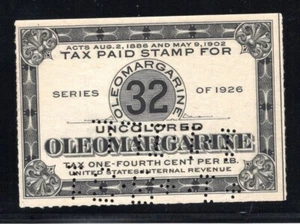 ACTS AUG. 2, 1886 AND MAY 9, 1902
TAX PAID STAMP FOR
OLEOMARGARINE
SERIES 32 OF 1926
UNCOLORED
OLEOMARGARINE
TAX ONE-FOURTH CENT PER LB.
UNITED STATES INTERNAL REVENUE